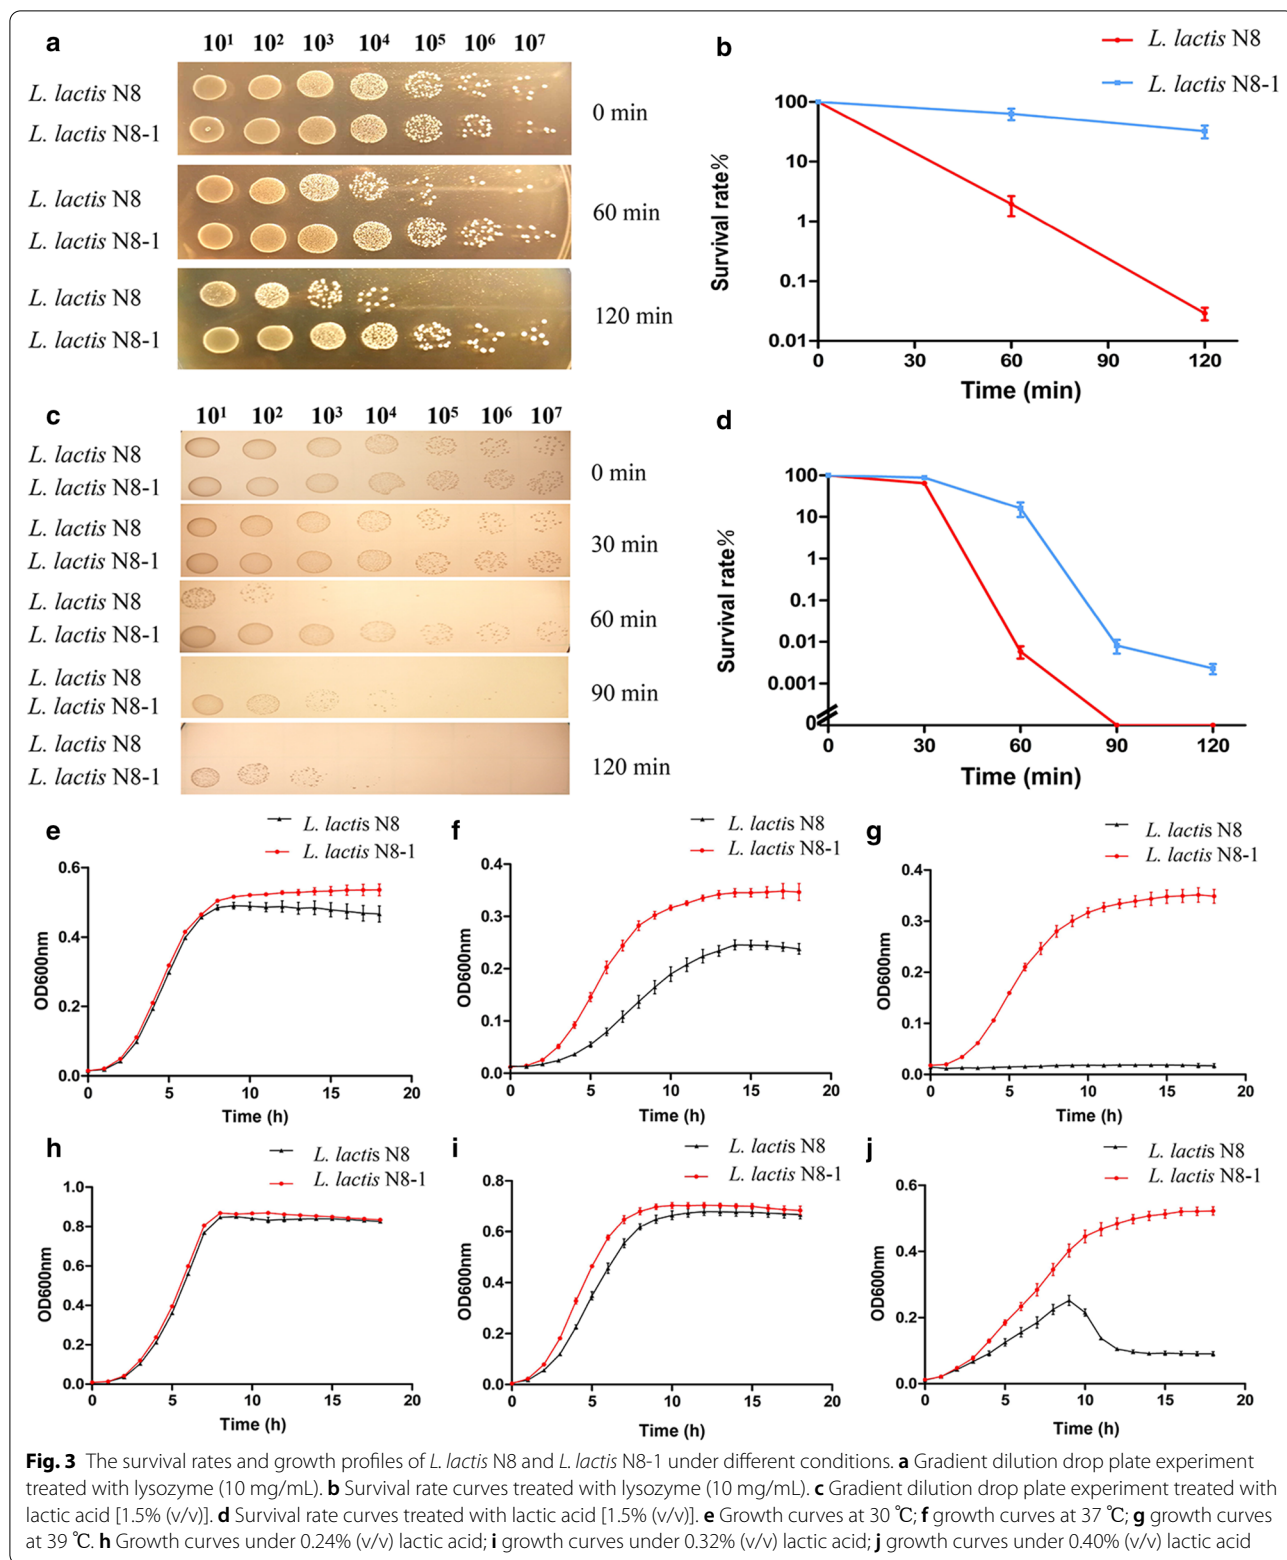 a
10¹ 10² 10³ 10⁴ 10⁵ 10⁶ 10⁷
L. lactis N8
L. lactis N8-1
0 min
L. lactis N8
L. lactis N8-1
60 min
L. lactis N8
L. lactis N8-1
120 min
b
L. lactis N8
L. lactis N8-1
Survival rate%
100
10
1
0.1
0.01
0 30 60 90 120
Time (min)
c
10¹ 10² 10³ 10⁴ 10⁵ 10⁶ 10⁷
L. lactis N8
L. lactis N8-1
0 min
L. lactis N8
L. lactis N8-1
30 min
L. lactis N8
L. lactis N8-1
60 min
L. lactis N8
L. lactis N8-1
90 min
L. lactis N8
L. lactis N8-1
120 min
d
Survival rate%
100
10
1
0.1
0.01
0.001
0
0 30 60 90 120
Time (min)
e
L. lactis N8
L. lactis N8-1
OD600nm
0.6
0.4
0.2
0.0
0 5 10 15 20
Time (h)
f
L. lactis N8
L. lactis N8-1
OD600nm
0.4
0.3
0.2
0.1
0.0
0 5 10 15 20
Time (h)
g
L. lactis N8
L. lactis N8-1
OD600nm
0.4
0.3
0.2
0.1
0.0
0 5 10 15 20
Time (h)
h
L. lactis N8
L. lactis N8-1
OD600nm
1.0
0.8
0.6
0.4
0.2
0.0
0 5 10 15 20
Time (h)
i
L. lactis N8
L. lactis N8-1
OD600nm
0.8
0.6
0.4
0.2
0.0
0 5 10 15 20
Time (h)
j
L. lactis N8
L. lactis N8-1
OD600nm
0.6
0.4
0.2
0.0
0 5 10 15 20
Time (h)
Fig. 3 The survival rates and growth profiles of L. lactis N8 and L. lactis N8-1 under different conditions. a Gradient dilution drop plate experiment
treated with lysozyme (10 mg/mL). b Survival rate curves treated with lysozyme (10 mg/mL). c Gradient dilution drop plate experiment treated with
lactic acid [1.5% (v/v)]. d Survival rate curves treated with lactic acid [1.5% (v/v)]. e Growth curves at 30 ℃; f growth curves at 37 ℃; g growth curves
at 39 ℃. h Growth curves under 0.24% (v/v) lactic acid; i growth curves under 0.32% (v/v) lactic acid; j growth curves under 0.40% (v/v) lactic acid